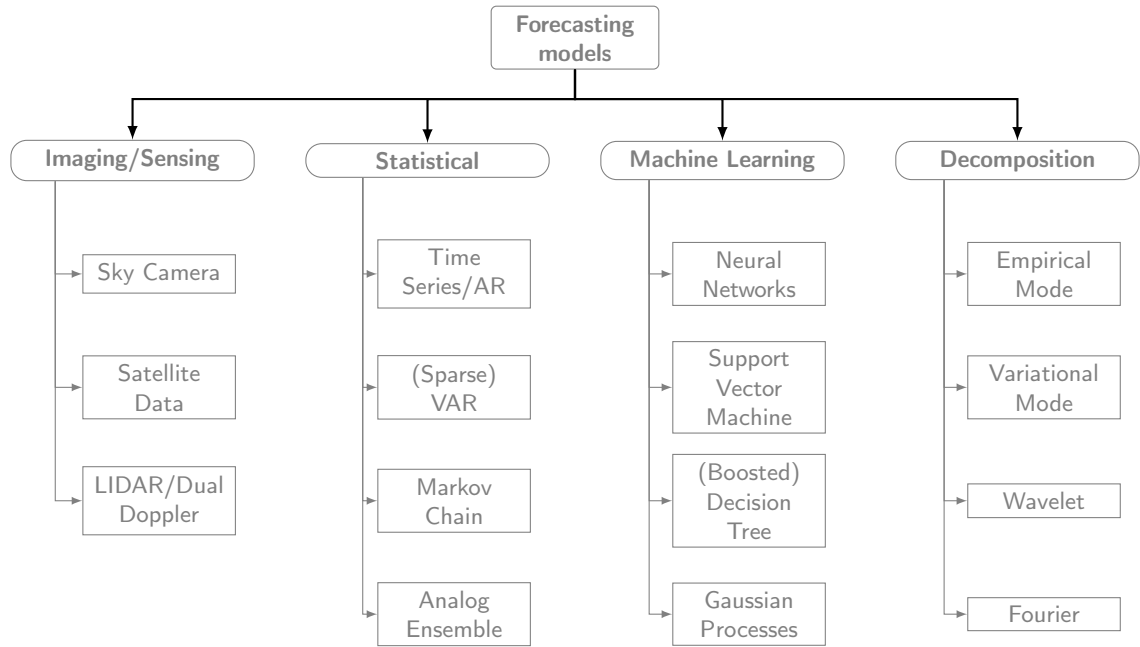 Forecasting
models
Imaging/Sensing
Statistical
Machine Learning
Decomposition
Sky Camera
Satellite
Data
LIDAR/Dual
Doppler
Time
Series/AR
(Sparse)
VAR
Markov
Chain
Analog
Ensemble
Neural
Networks
Support
Vector
Machine
(Boosted)
Decision
Tree
Gaussian
Processes
Empirical
Mode
Variational
Mode
Wavelet
Fourier